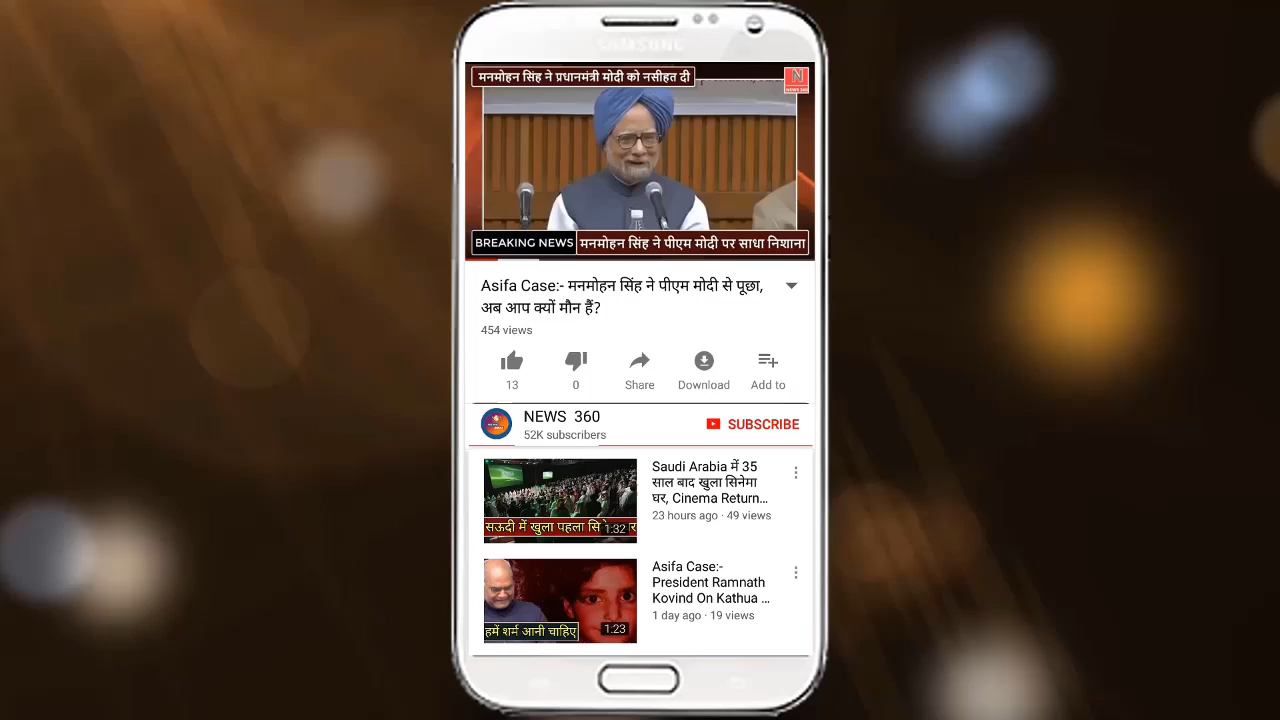 SAMSUNG
मनमोहन सिंह ने प्रधानमंत्री मोदी को नसीहत दी
N
NEWS 360
BREAKING NEWS मनमोहन सिंह ने पीएम मोदी पर साधा निशाना
Asifa Case:- मनमोहन सिंह ने पीएम मोदी से पूछा,
अब आप क्यों मौन हैं?
454 views
13 0 Share Download Add to
NEWS 360
52K subscribers
SUBSCRIBE
Saudi Arabia में 35
साल बाद खुला सिनेमा
घर, Cinema Return...
23 hours ago · 49 views
सऊदी में खुला पहला
1:32
Asifa Case:-
President Ramnath
Kovind On Kathua ...
1 day ago · 19 views
हमें शर्म आनी चाहिए
1:23